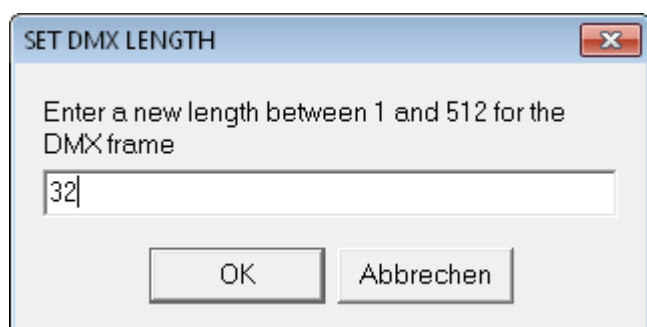 SET DMX LENGTH
Enter a new length between 1 and 512 for the
DMX frame
32
OK
Abbrechen